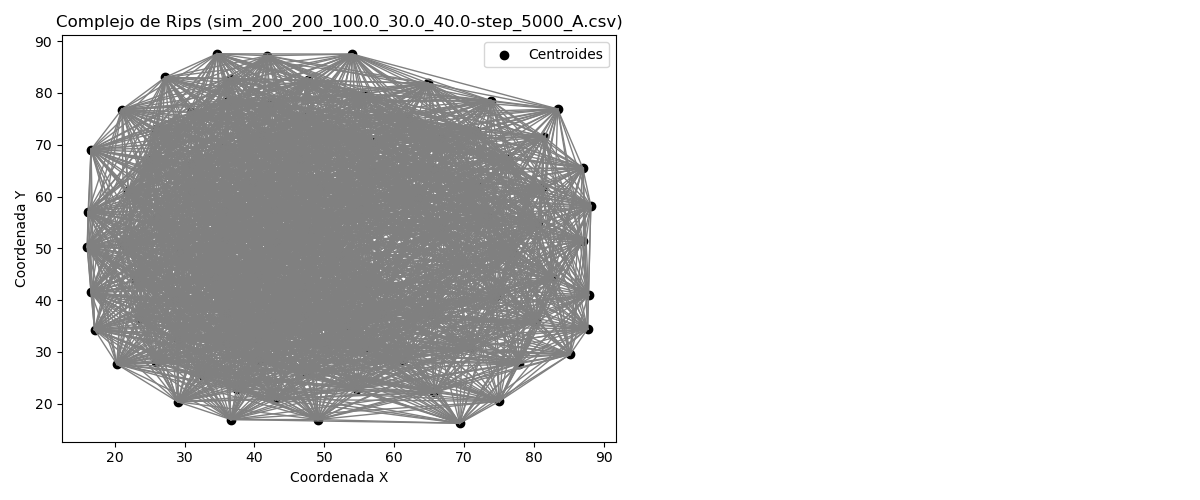 Complejo de Rips (sim_200_200_100.0_30.0_40.0-step_5000_A.csv)
Centroides
90
80
70
60
50
40
30
20
Coordenada Y
20 30 40 50 60 70 80 90
Coordenada X